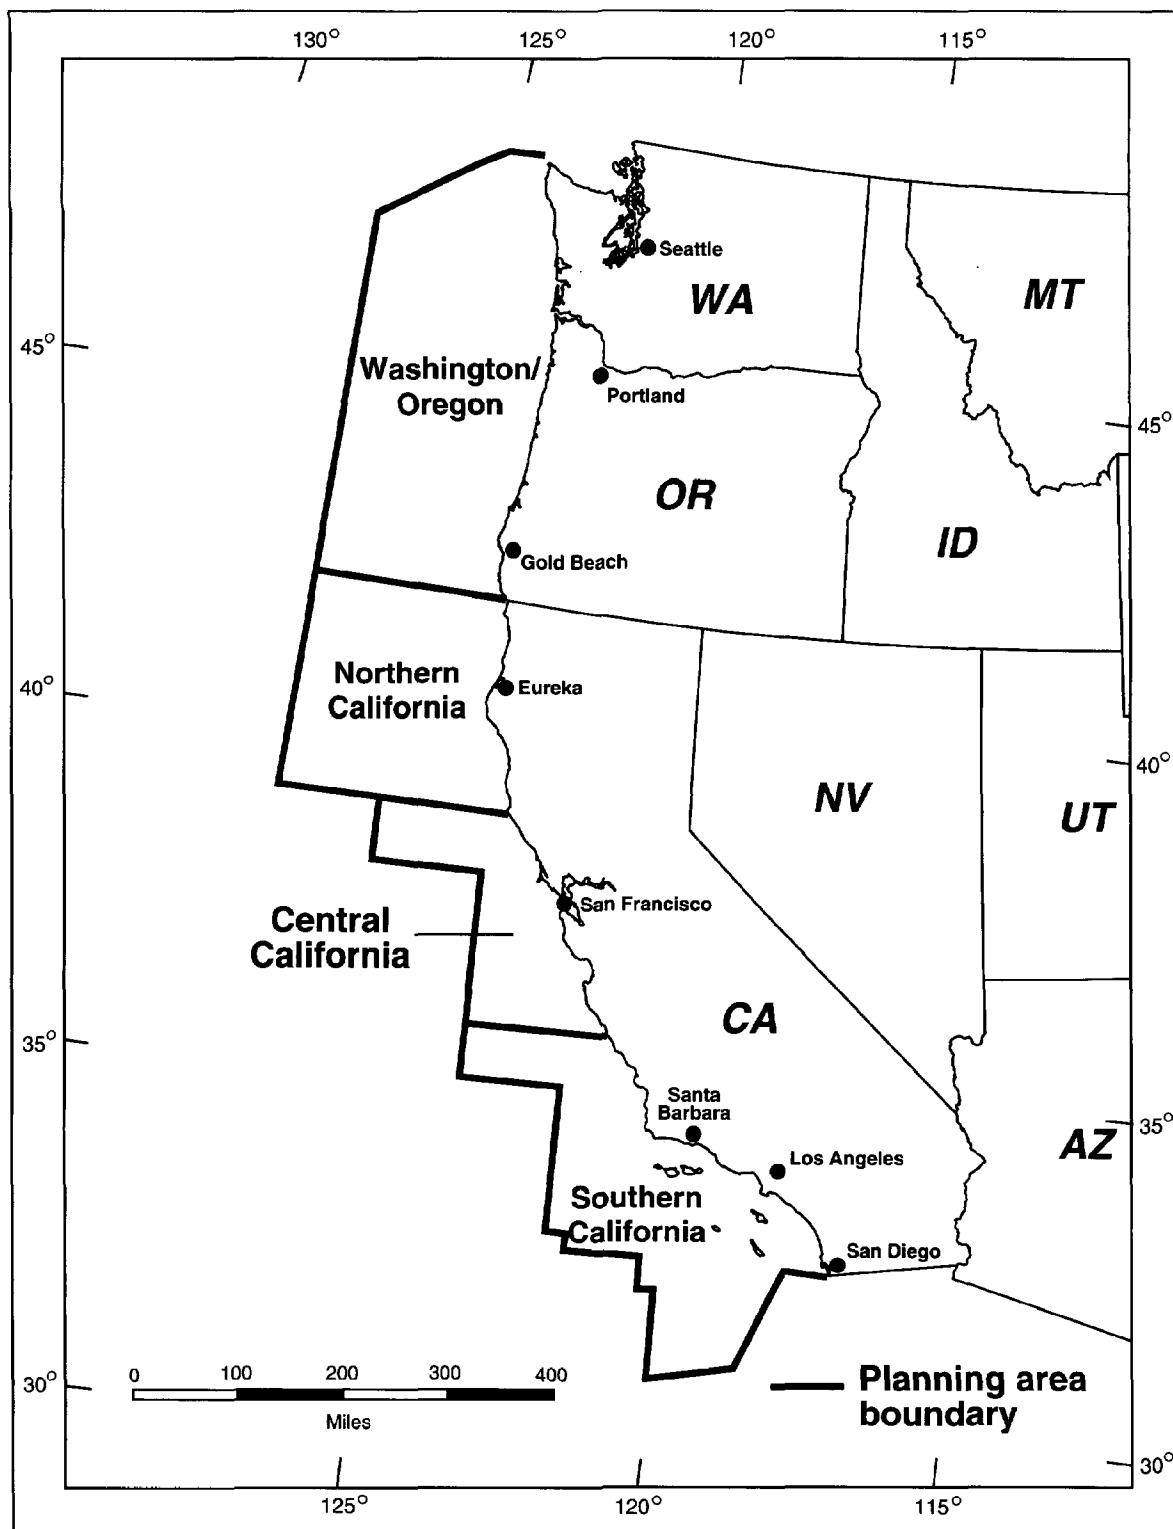 130° 125° 120° 115°
Seattle
WA
MT
45°
Washington/
Oregon
Portland
45°
OR
ID
Gold Beach
Northern
California
40°
Eureka
40°
NV
UT
San Francisco
Central
California
CA
35°
Santa
Barbara
35°
AZ
Los Angeles
Southern
California
San Diego
0 100 200 300 400
Miles
30°
Planning area
boundary
30°
125° 120° 115°